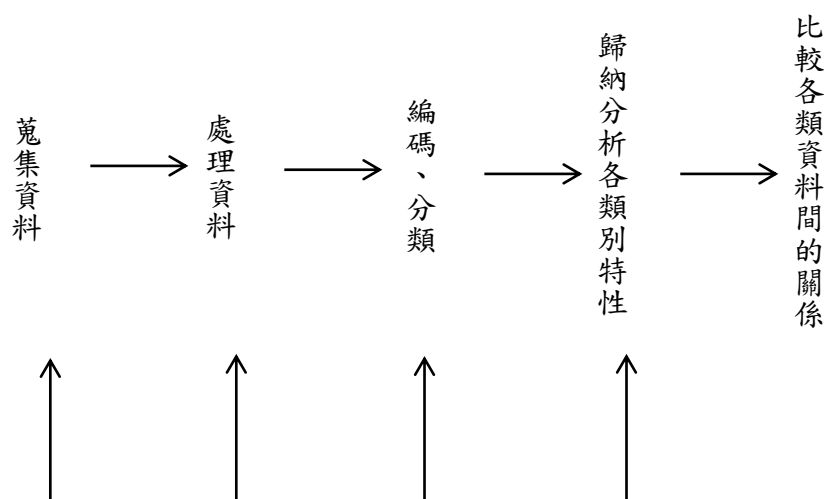 蒐集資料
處理資料
編碼、分類
歸納分析各類別特性
比較各類資料間的關係